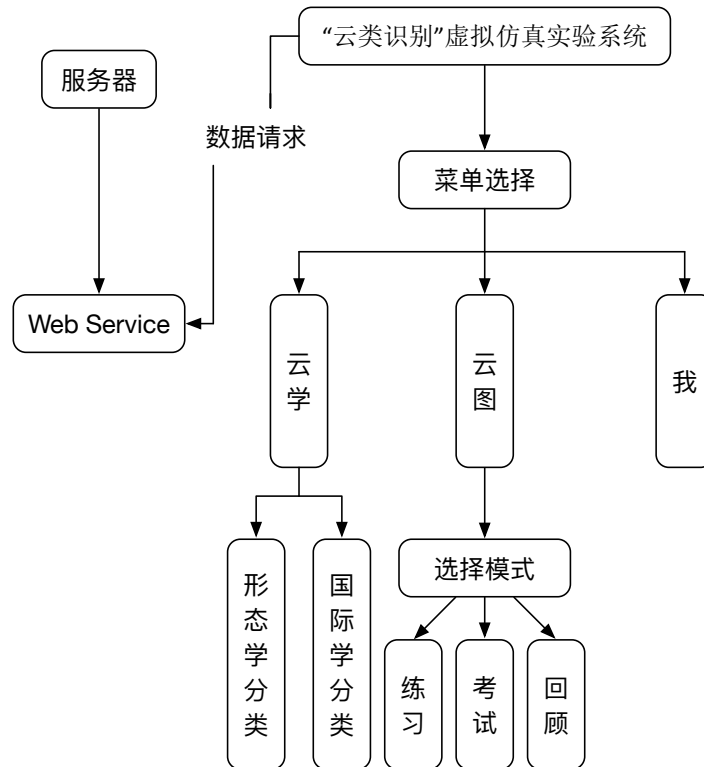 “云类识别”虚拟仿真实验系统
服务器
数据请求
菜单选择
Web Service
云学
云图
我
选择模式
形态学分类
国际学分类
练习
考试
回顾